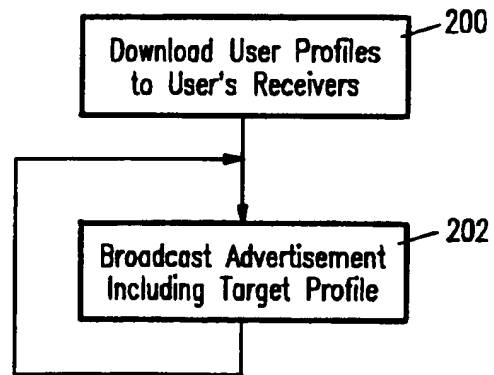 200
Download User Profiles
to User's Receivers
202
Broadcast Advertisement
Including Target Profile